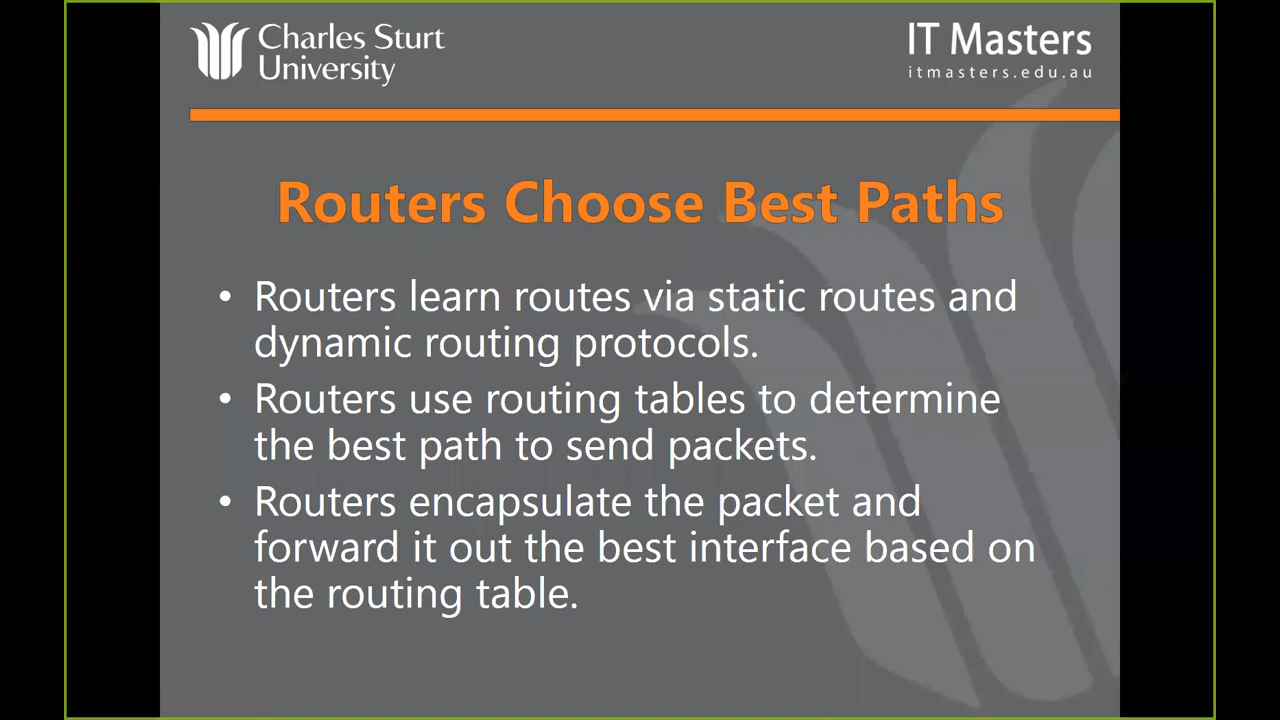 Charles Sturt
University
IT Masters
itmasters.edu.au
Routers Choose Best Paths
• Routers learn routes via static routes and
dynamic routing protocols.
• Routers use routing tables to determine
the best path to send packets.
• Routers encapsulate the packet and
forward it out the best interface based on
the routing table.